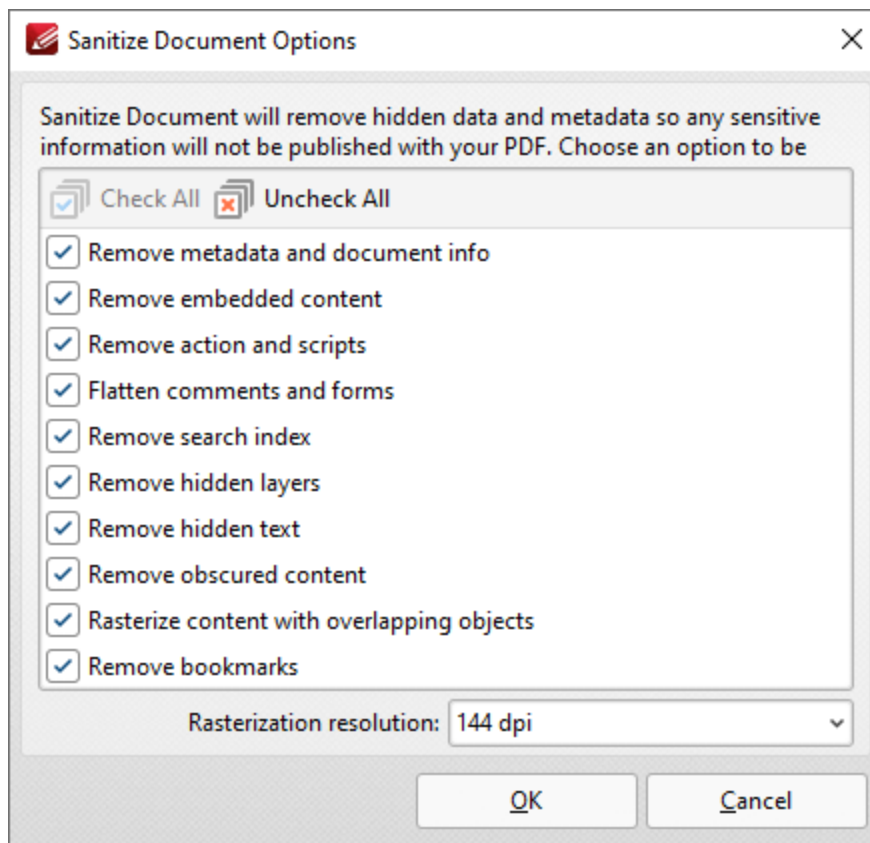 Sanitize Document Options
Sanitize Document will remove hidden data and metadata so any sensitive
information will not be published with your PDF. Choose an option to be
Check All Uncheck All
Remove metadata and document info
Remove embedded content
Remove action and scripts
Flatten comments and forms
Remove search index
Remove hidden layers
Remove hidden text
Remove obscured content
Rasterize content with overlapping objects
Remove bookmarks
Rasterization resolution: 144 dpi
OK Cancel